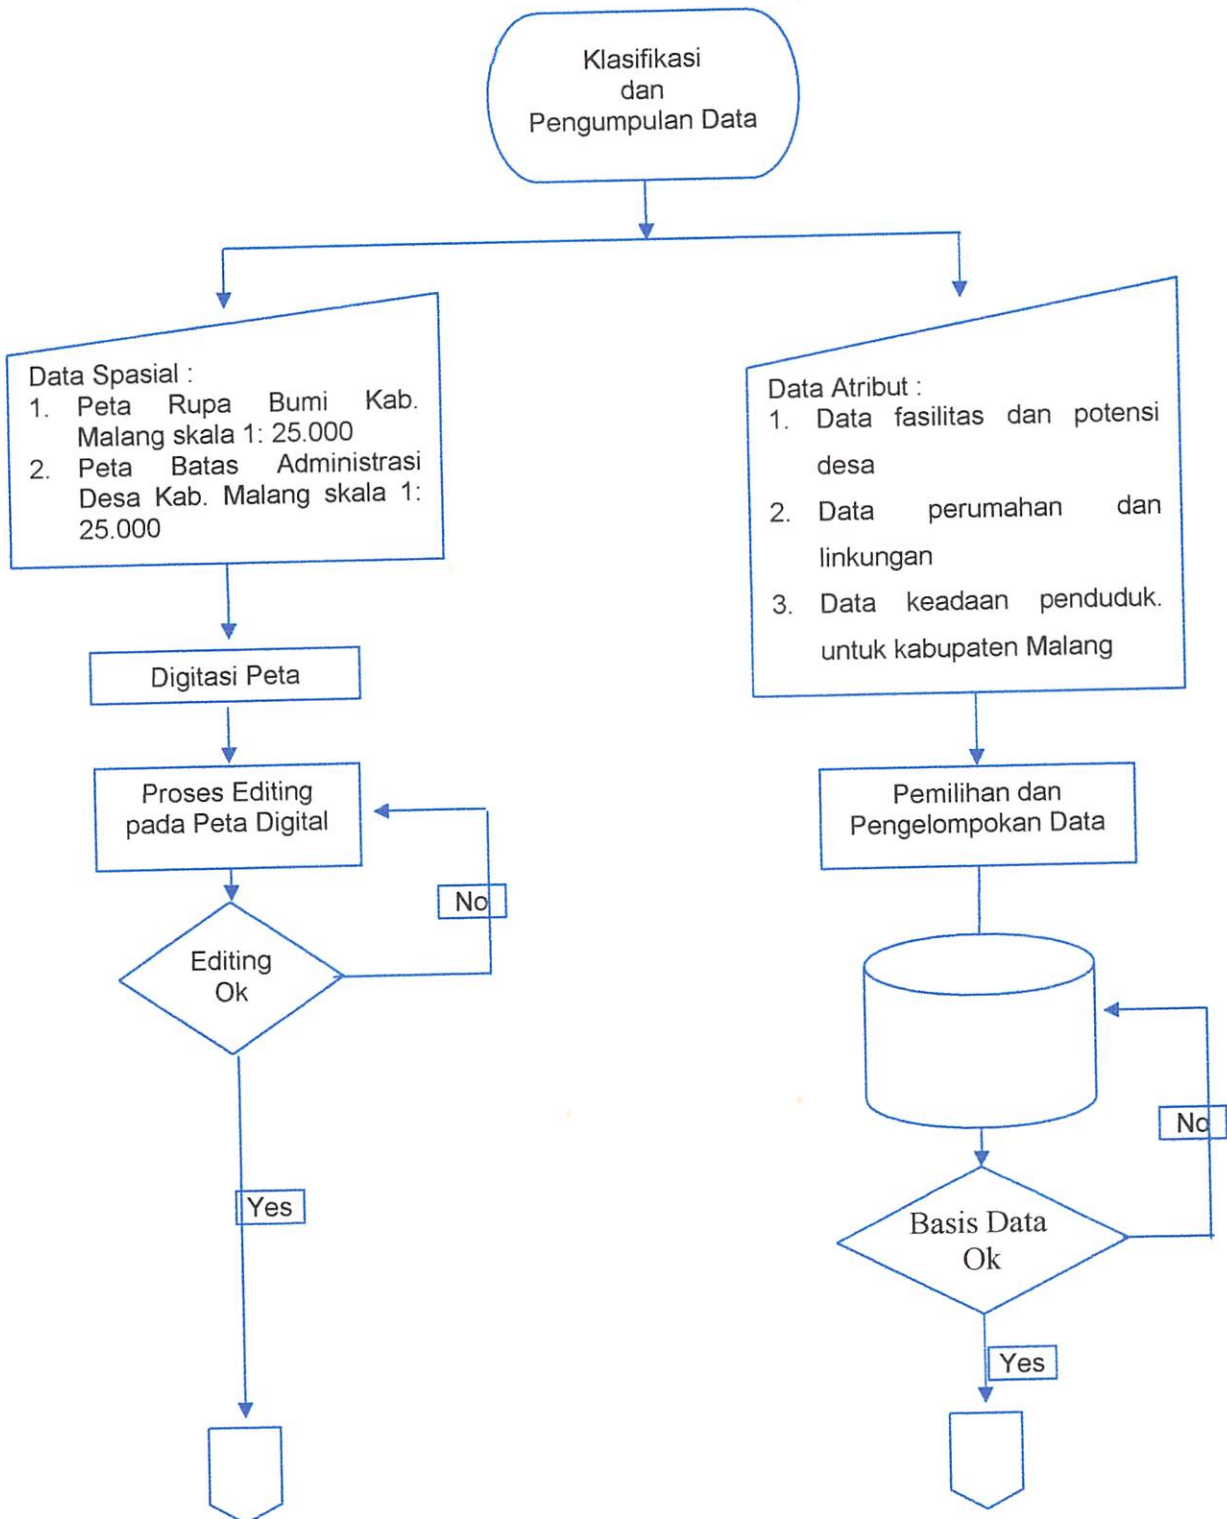 Klasifikasi
dan
Pengumpulan Data
Data Spasial :
1. Peta Rupa Bumi Kab.
Malang skala 1: 25.000
2. Peta Batas Administrasi
Desa Kab. Malang skala 1:
25.000
Digitasi Peta
Proses Editing
pada Peta Digital
No
Editing
Ok
Yes
Data Atribut :
1. Data fasilitas dan potensi
desa
2. Data perumahan dan
linkungan
3. Data keadaan penduduk.
untuk kabupaten Malang
Pemilihan dan
Pengelompokan Data
No
Basis Data
Ok
Yes